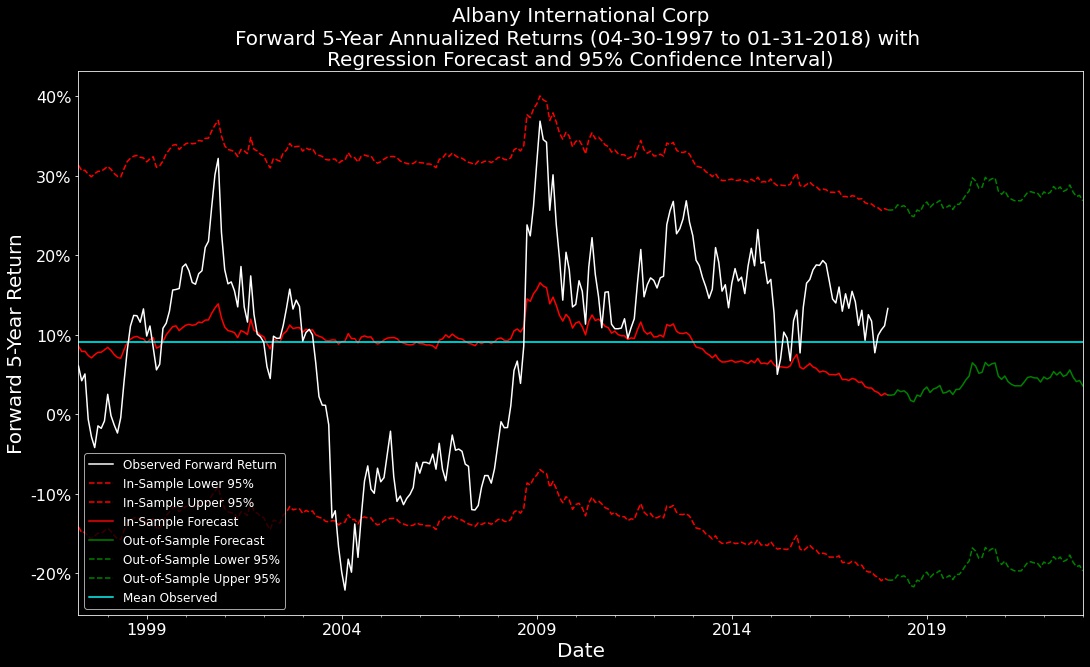 Albany International Corp
Forward 5-Year Annualized Returns (04-30-1997 to 01-31-2018) with
Regression Forecast and 95% Confidence Interval)
Forward 5-Year Return
40%
30%
20%
10%
0%
-10%
-20%
Observed Forward Return
In-Sample Lower 95%
In-Sample Upper 95%
In-Sample Forecast
Out-of-Sample Forecast
Out-of-Sample Lower 95%
Out-of-Sample Upper 95%
Mean Observed
1999
2004
2009
2014
2019
Date